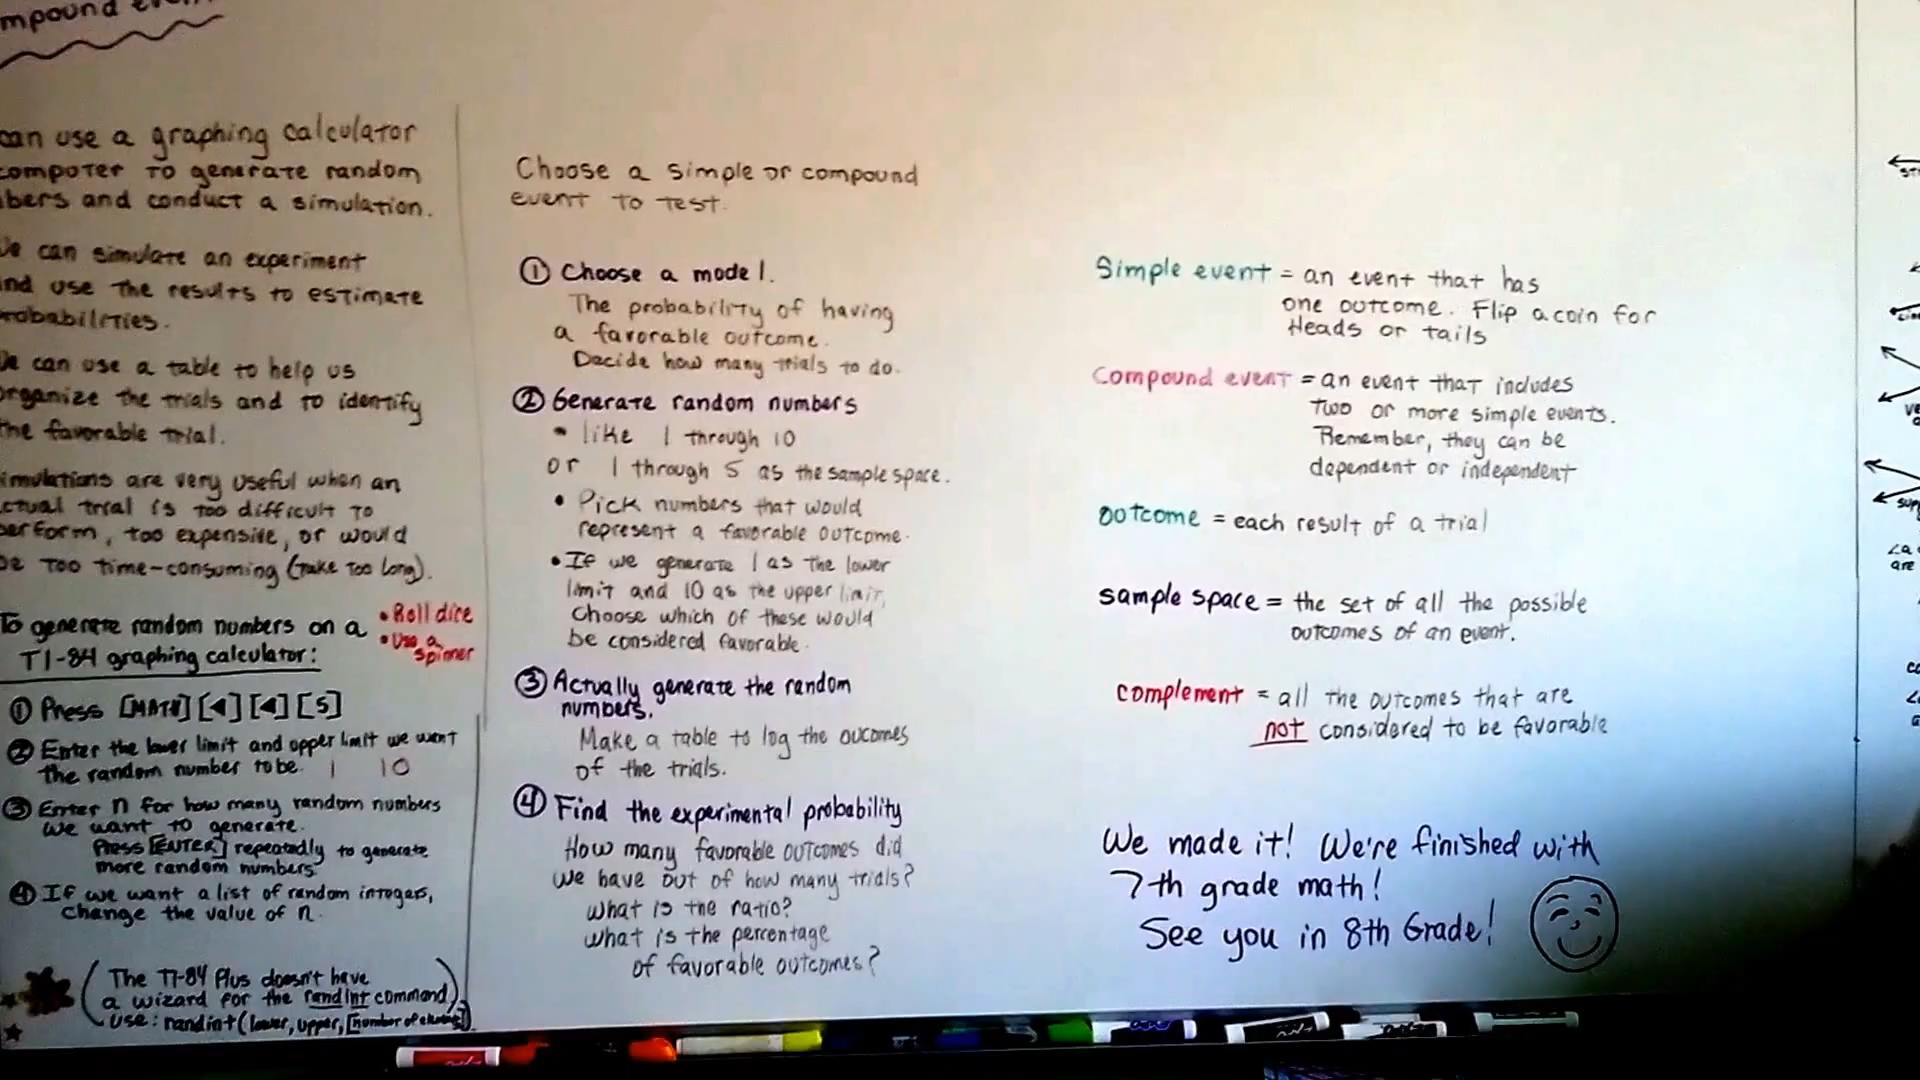 mpound
can use a graphing calculator
computer to generate random
bers and conduct a simulation.
We can simulate an experiment
and use the results to estimate
probabilities.
We can use a table to help us
organize the trials and to identify
the favorable trial.
imulations are very useful when an
ctual trial is too difficult to
perform, too expensive, or would
be too time-consuming (take too long).
To generate random numbers on a
TI-84 graphing calculator:
• Roll dice
• Use a
spinner
① Press [MATH] [◄] [◄] [5]
② Enter the lower limit and upper limit we want
the random number to be. 1 10
③ Enter n for how many random numbers
we want to generate.
Press [ENTER] repeatedly to generate
more random numbers.
④ If we want a list of random integers,
change the value of n.
(The TI-84 Plus doesn't have
a wizard for the randInt command)
use: randint(lower, upper, [number of
Choose a simple or compound
event to test.
① Choose a model.
The probability of having
a favorable outcome.
Decide how many trials to do.
② Generate random numbers
• like 1 through 10
or 1 through 5 as the sample space.
• Pick numbers that would
represent a favorable outcome.
• If we generate 1 as the lower
limit and 10 as the upper limit,
choose which of these would
be considered favorable.
③ Actually generate the random
numbers.
Make a table to log the oucomes
of the trials.
④ Find the experimental probability
How many favorable outcomes did
we have out of how many trials?
What is the ratio?
What is the percentage
of favorable outcomes?
Simple event = an event that has
one outcome. Flip a coin for
Heads or tails
Compound event = an event that includes
two or more simple events.
Remember, they can be
dependent or independent
outcome = each result of a trial
sample space = the set of all the possible
outcomes of an event.
complement = all the outcomes that are
not considered to be favorable
We made it! We're finished with
7th grade math!
See you in 8th Grade!
are